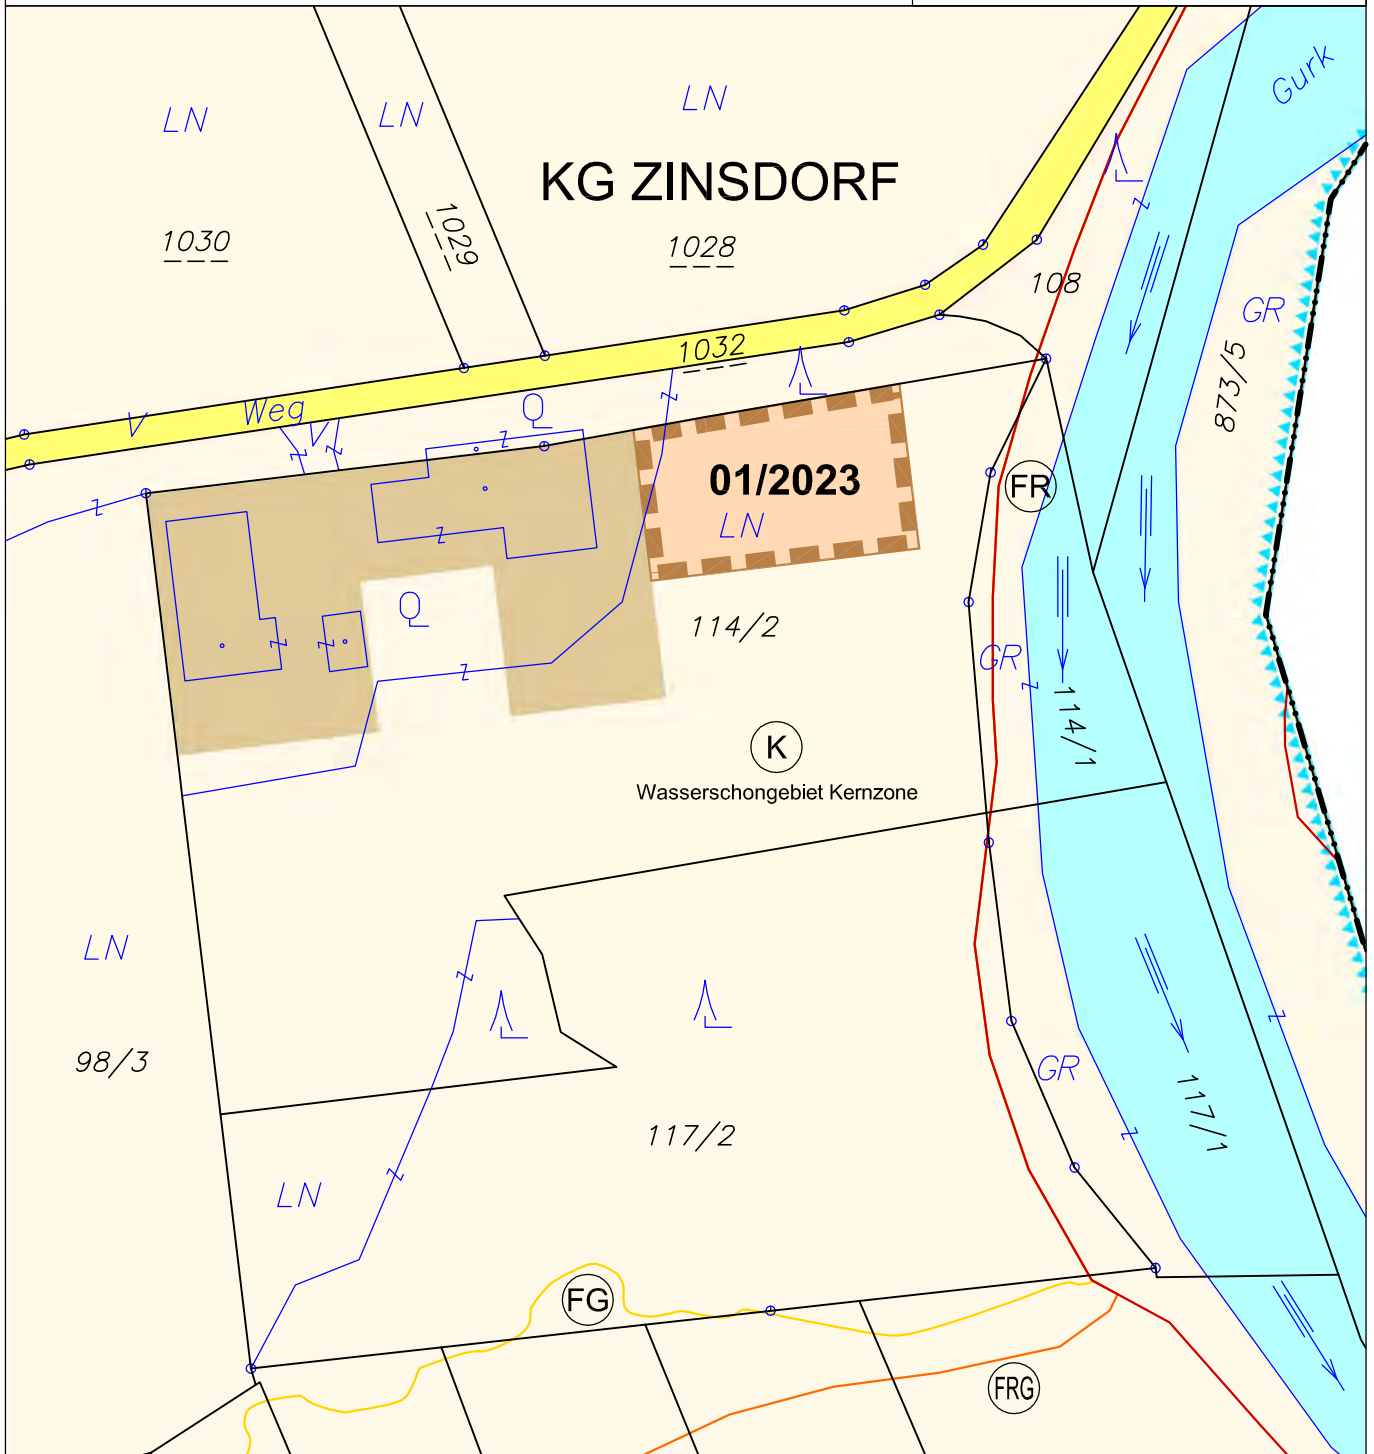 Gurk
LN
LN
LN
KG ZINSDORF
1030
1029
1028
108
GR
873/5
1032
V
Weg
V
Q
01/2023
LN
FR
Q
114/2
GR
114/1
K
Wasserschongebiet Kernzone
LN
98/3
GR
117/1
117/2
LN
FG
FRG